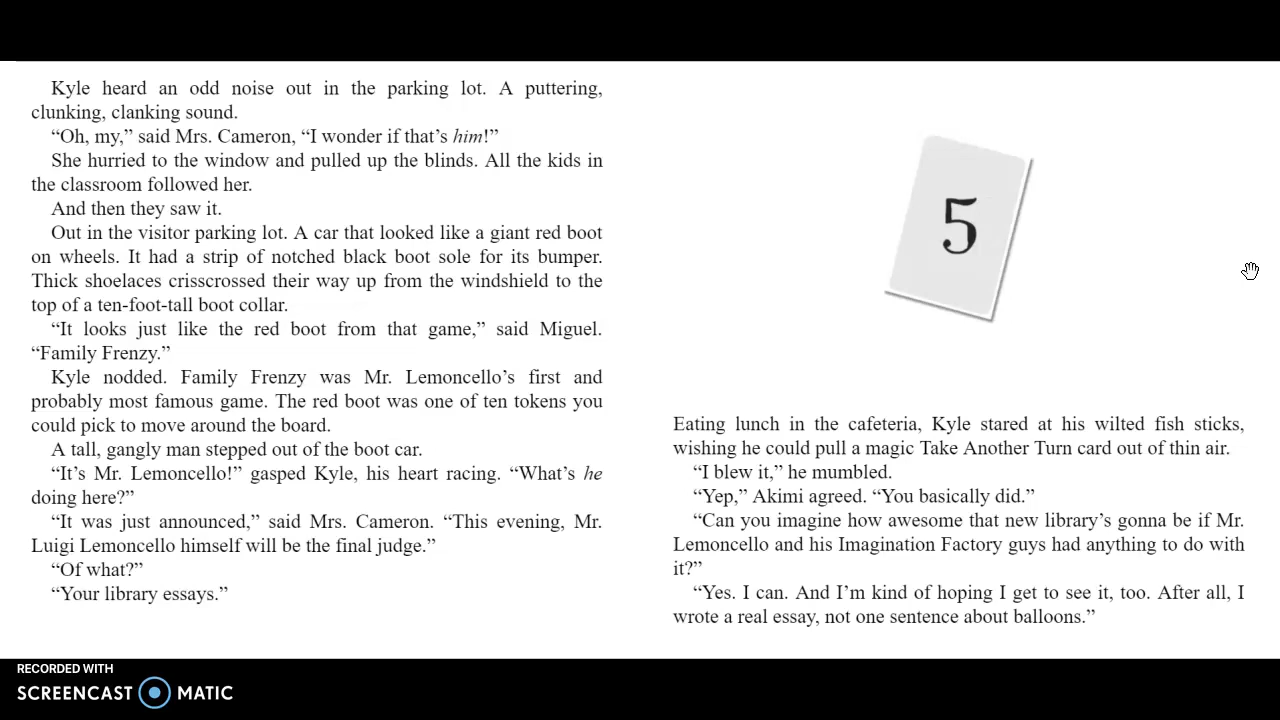 Kyle heard an odd noise out in the parking lot. A puttering,
clunking, clanking sound.
“Oh, my,” said Mrs. Cameron, “I wonder if that’s him!”
She hurried to the window and pulled up the blinds. All the kids in
the classroom followed her.
And then they saw it.
Out in the visitor parking lot. A car that looked like a giant red boot
on wheels. It had a strip of notched black boot sole for its bumper.
Thick shoelaces crisscrossed their way up from the windshield to the
top of a ten-foot-tall boot collar.
“It looks just like the red boot from that game,” said Miguel.
“Family Frenzy.”
Kyle nodded. Family Frenzy was Mr. Lemoncello’s first and
probably most famous game. The red boot was one of ten tokens you
could pick to move around the board.
A tall, gangly man stepped out of the boot car.
“It’s Mr. Lemoncello!” gasped Kyle, his heart racing. “What’s he
doing here?”
“It was just announced,” said Mrs. Cameron. “This evening, Mr.
Luigi Lemoncello himself will be the final judge.”
“Of what?”
“Your library essays.”
5
Eating lunch in the cafeteria, Kyle stared at his wilted fish sticks,
wishing he could pull a magic Take Another Turn card out of thin air.
“I blew it,” he mumbled.
“Yep,” Akimi agreed. “You basically did.”
“Can you imagine how awesome that new library’s gonna be if Mr.
Lemoncello and his Imagination Factory guys had anything to do with
it?”
“Yes. I can. And I’m kind of hoping I get to see it, too. After all, I
wrote a real essay, not one sentence about balloons.”
RECORDED WITH
SCREENCAST MATIC